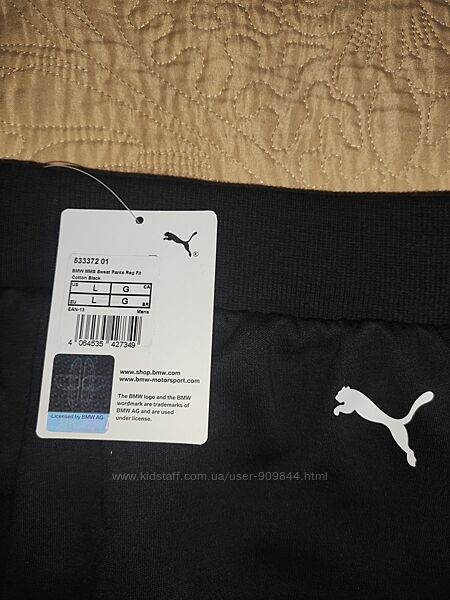 533372 01
BMW MMS Sweat Pants Reg Fit
Cotton Black
US L G CA
EU L G BR
EAN-13 Mens
4 064535 427349
www.shop.bmw.com
www.bmw-motorsport.com
The BMW logo and the BMW
wordmark are trademarks of
BMW AG and are used
under license.
Licensed by BMW AG
www.kidstaff.com.ua/user-909844.html